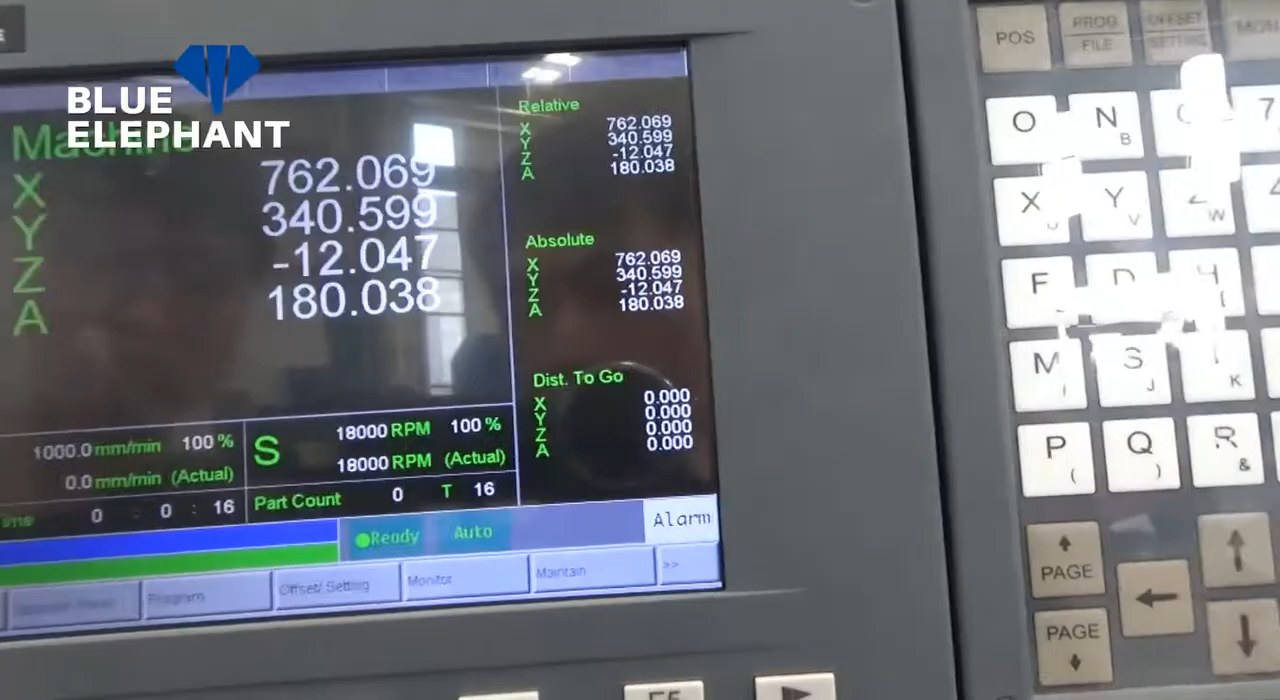 BLUE
ELEPHANT
Machine
X 762.069
Y 340.599
Z -12.047
A 180.038
1000.0 mm/min 100 %
0.0 mm/min (Actual)
0 : 0 : 16
S 18000 RPM 100 %
18000 RPM (Actual)
Part Count 0 T 16
Relative
X 762.069
Y 340.599
Z -12.047
A 180.038
Absolute
X 762.069
Y 340.599
Z -12.047
A 180.038
Dist. To Go
X 0.000
Y 0.000
Z 0.000
A 0.000
Ready Auto Alarm
Program Offset/ Setting Monitor Maintain >>
F5
POS PROG FILE OFFSET SETTING
O N B 7
X Y V Z W
F
M S J K
P ( Q ) R &
PAGE
PAGE